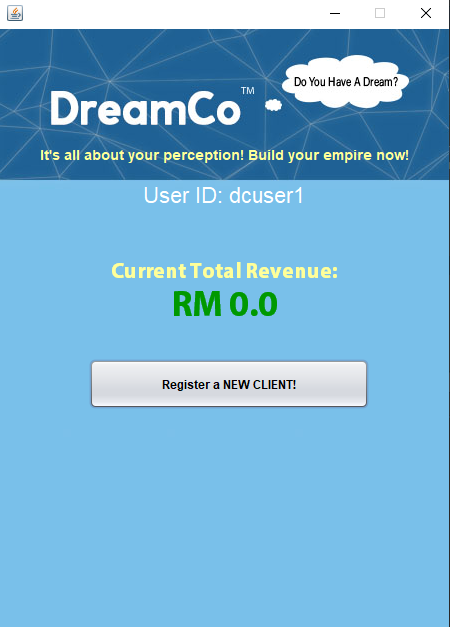 Do You Have A Dream?
DreamCo™
It's all about your perception! Build your empire now!
User ID: dcuser1
Current Total Revenue:
RM 0.0
Register a NEW CLIENT!